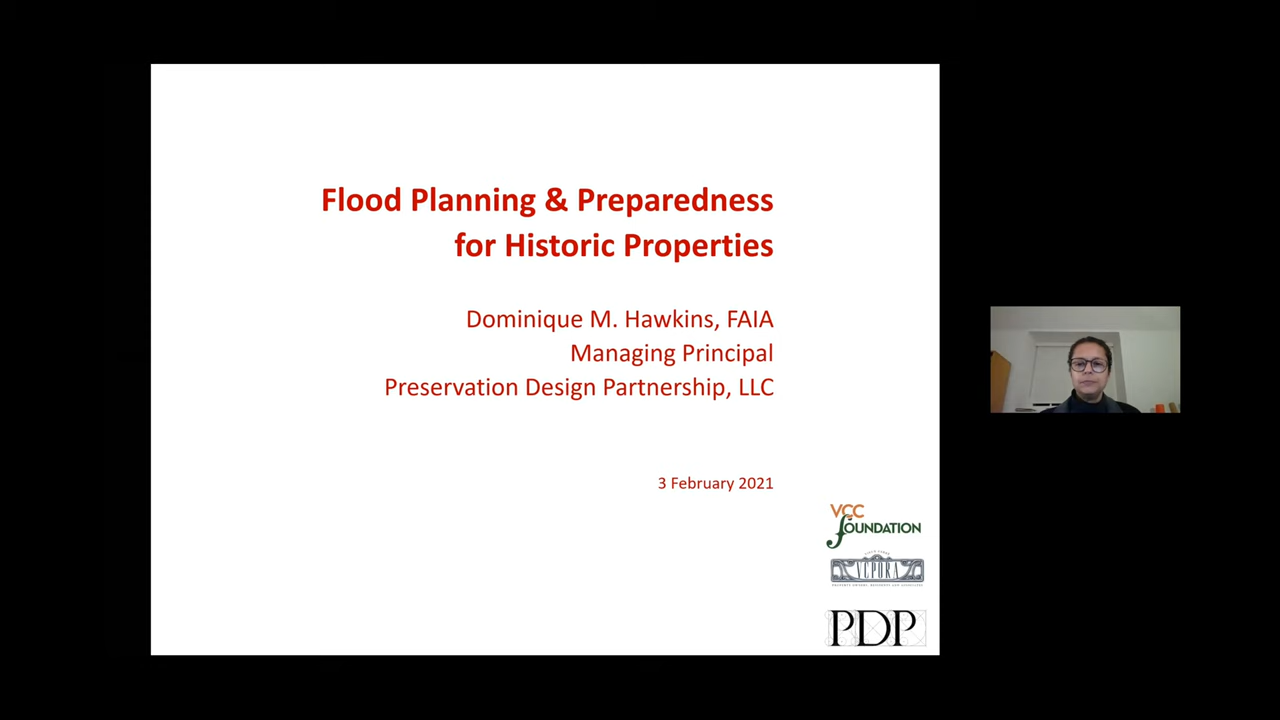 Flood Planning & Preparedness
for Historic Properties
Dominique M. Hawkins, FAIA
Managing Principal
Preservation Design Partnership, LLC
3 February 2021
VCC
FOUNDATION
VCPORA
PDP